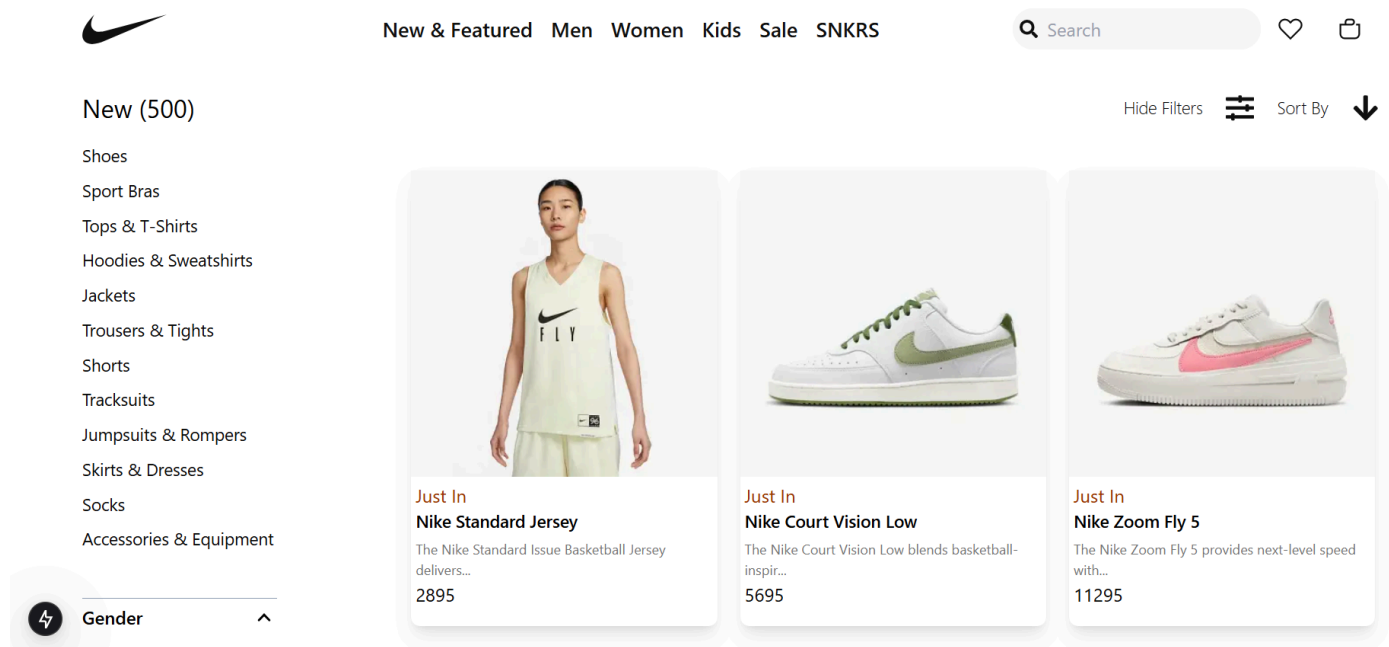 New & Featured Men Women Kids Sale SNKRS
Search
New (500)
Hide Filters
Sort By
Shoes
Sport Bras
Tops & T-Shirts
Hoodies & Sweatshirts
Jackets
Trousers & Tights
Shorts
Tracksuits
Jumpsuits & Rompers
Skirts & Dresses
Socks
Accessories & Equipment
Gender
FLY
Just In
Nike Standard Jersey
The Nike Standard Issue Basketball Jersey
delivers...
2895
Just In
Nike Court Vision Low
The Nike Court Vision Low blends basketball-
inspir...
5695
Just In
Nike Zoom Fly 5
The Nike Zoom Fly 5 provides next-level speed
with...
11295